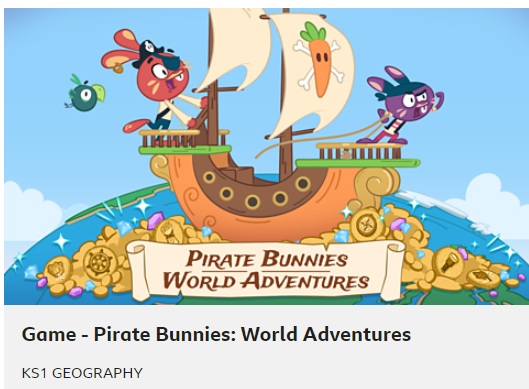 PIRATE BUNNIES
WORLD ADVENTURES
Game - Pirate Bunnies: World Adventures
KS1 GEOGRAPHY